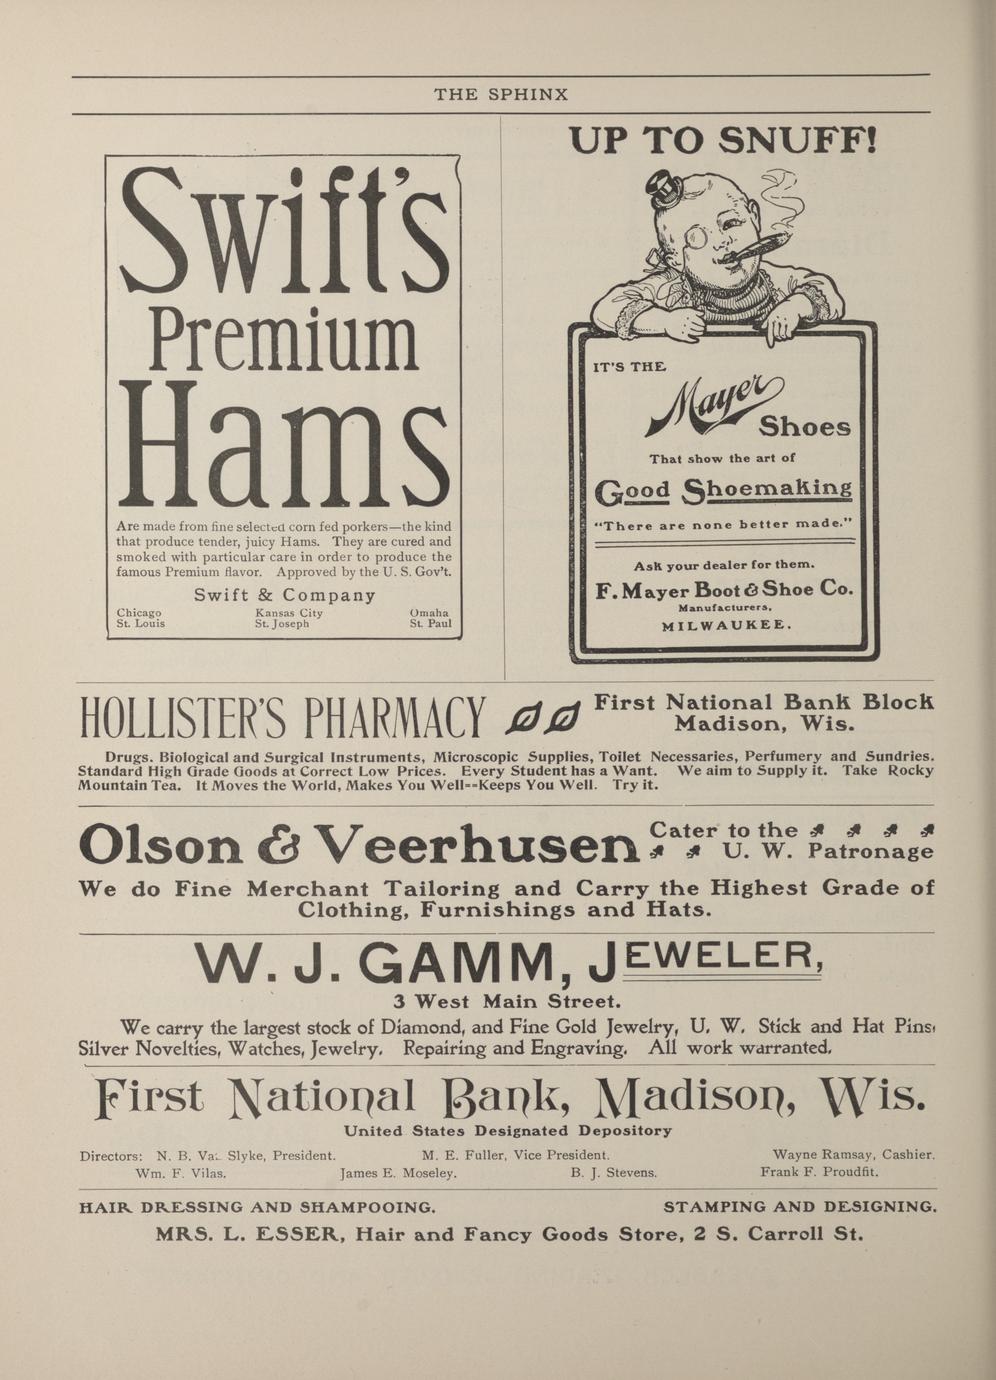 THE SPHINX
Swift's
Premium
Hams
Are made from fine selected corn fed porkers—the kind
that produce tender, juicy Hams. They are cured and
smoked with particular care in order to produce the
famous Premium flavor. Approved by the U. S. Gov't.
Swift & Company
Chicago Kansas City Omaha
St. Louis St. Joseph St. Paul
UP TO SNUFF!
IT'S THE
Mayer
Shoes
That show the art of
Good Shoemaking
"There are none better made."
Ask your dealer for them.
F. Mayer Boot & Shoe Co.
Manufacturers,
MILWAUKEE.
HOLLISTER'S PHARMACY First National Bank Block
Madison, Wis.
Drugs. Biological and Surgical Instruments, Microscopic Supplies, Toilet Necessaries, Perfumery and Sundries.
Standard High Grade Goods at Correct Low Prices. Every Student has a Want. We aim to Supply it. Take Rocky
Mountain Tea. It Moves the World, Makes You Well--Keeps You Well. Try it.
Olson & Veerhusen Cater to the
U. W. Patronage
We do Fine Merchant Tailoring and Carry the Highest Grade of
Clothing, Furnishings and Hats.
W. J. GAMM, JEWELER,
3 West Main Street.
We carry the largest stock of Diamond, and Fine Gold Jewelry, U. W. Stick and Hat Pins,
Silver Novelties, Watches, Jewelry. Repairing and Engraving. All work warranted.
First National Bank, Madison, Wis.
United States Designated Depository
Directors: N. B. Van Slyke, President. M. E. Fuller, Vice President. Wayne Ramsay, Cashier.
Wm. F. Vilas. James E. Moseley. B. J. Stevens. Frank F. Proudfit.
HAIR DRESSING AND SHAMPOOING. STAMPING AND DESIGNING.
MRS. L. ESSER, Hair and Fancy Goods Store, 2 S. Carroll St.